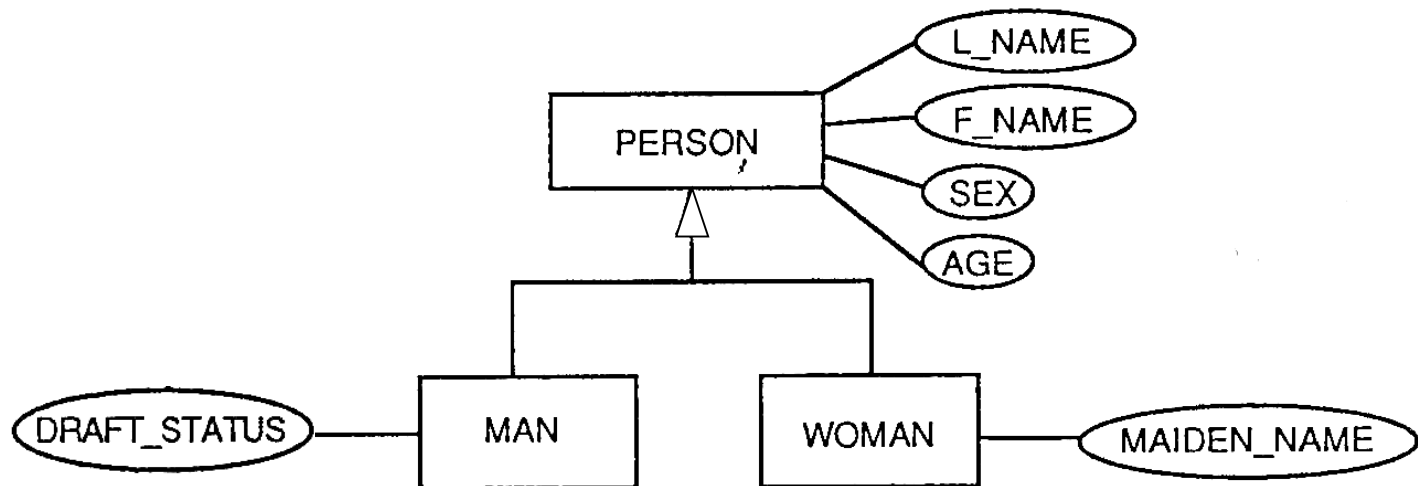 L_NAME
F_NAME
PERSON
SEX
AGE
DRAFT_STATUS
MAN
WOMAN
MAIDEN_NAME